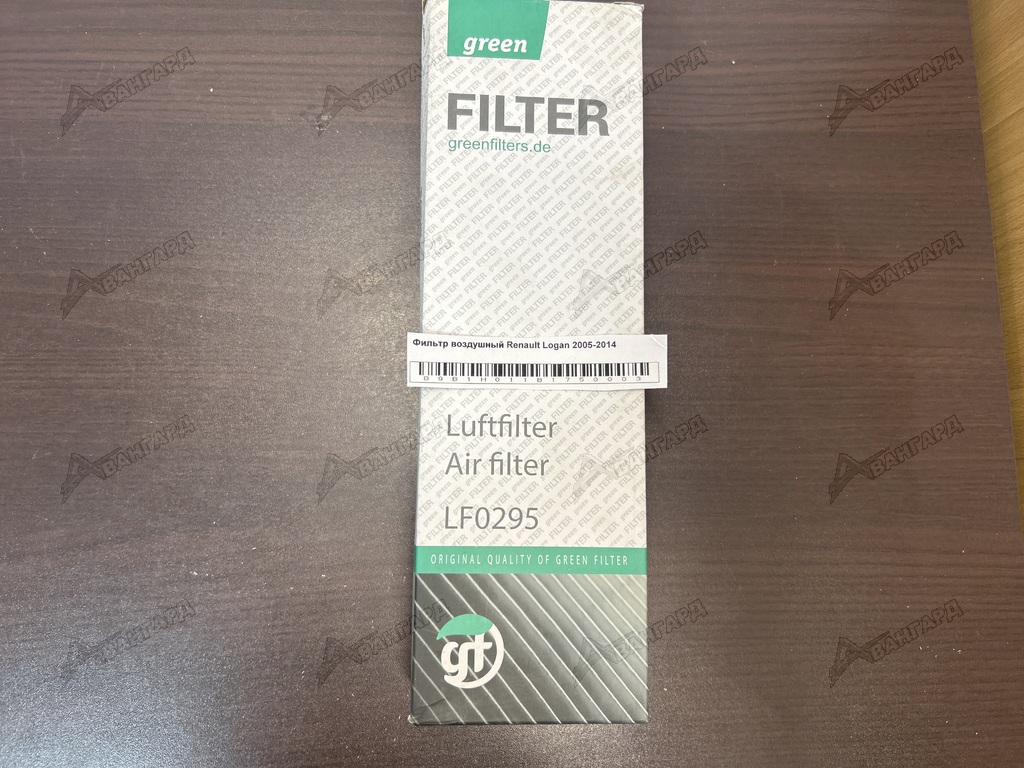 green
FILTER
greenfilters.de
Фильтр воздушный Renault Logan 2005-2014
B9B1H011B1750003
Luftfilter
Air filter
LF0295
ORIGINAL QUALITY OF GREEN FILTER
gf
АВАНГАРД